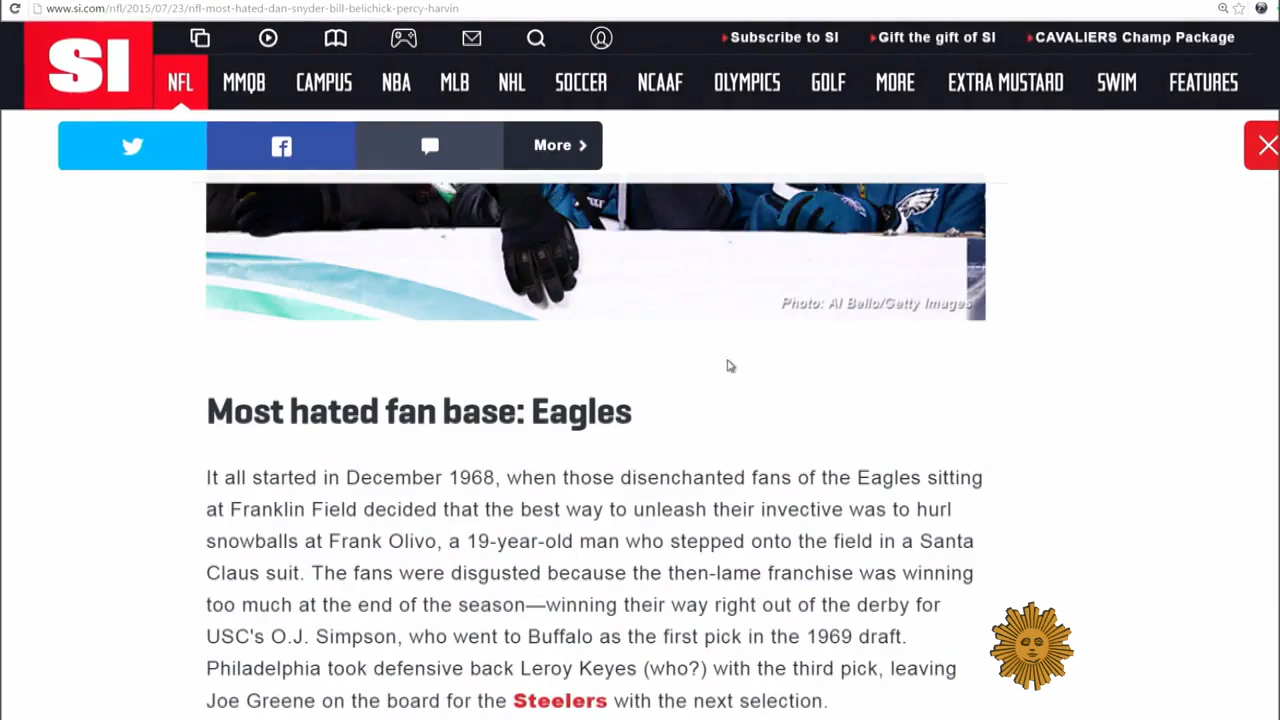 www.si.com/nfl/2015/07/23/nfl-most-hated-dan-snyder-bill-belichick-percy-harvin
Subscribe to SI Gift the gift of SI CAVALIERS Champ Package
SI
NFL MMQB CAMPUS NBA MLB NHL SOCCER NCAAF OLYMPICS GOLF MORE EXTRA MUSTARD SWIM FEATURES
More
Photo: Al Bello/Getty Images
Most hated fan base: Eagles
It all started in December 1968, when those disenchanted fans of the Eagles sitting
at Franklin Field decided that the best way to unleash their invective was to hurl
snowballs at Frank Olivo, a 19-year-old man who stepped onto the field in a Santa
Claus suit. The fans were disgusted because the then-lame franchise was winning
too much at the end of the season—winning their way right out of the derby for
USC's O.J. Simpson, who went to Buffalo as the first pick in the 1969 draft.
Philadelphia took defensive back Leroy Keyes (who?) with the third pick, leaving
Joe Greene on the board for the Steelers with the next selection.